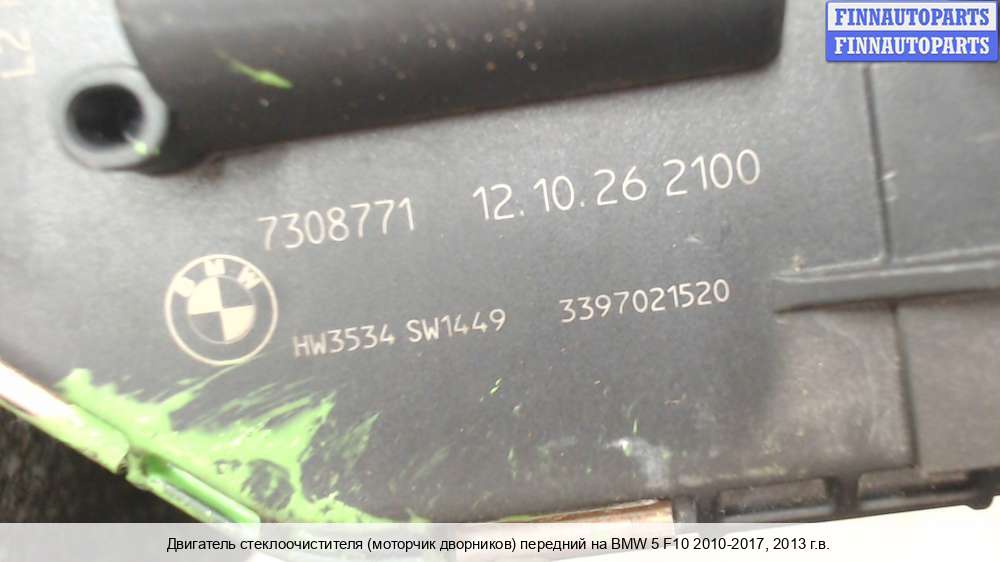 FINNAUTOPARTS
FINNAUTOPARTS
7308771 12.10.26 2100
BMW
HW3534 SW1449 3397021520
Двигатель стеклоочистителя (моторчик дворников) передний на BMW 5 F10 2010-2017, 2013 г.в.